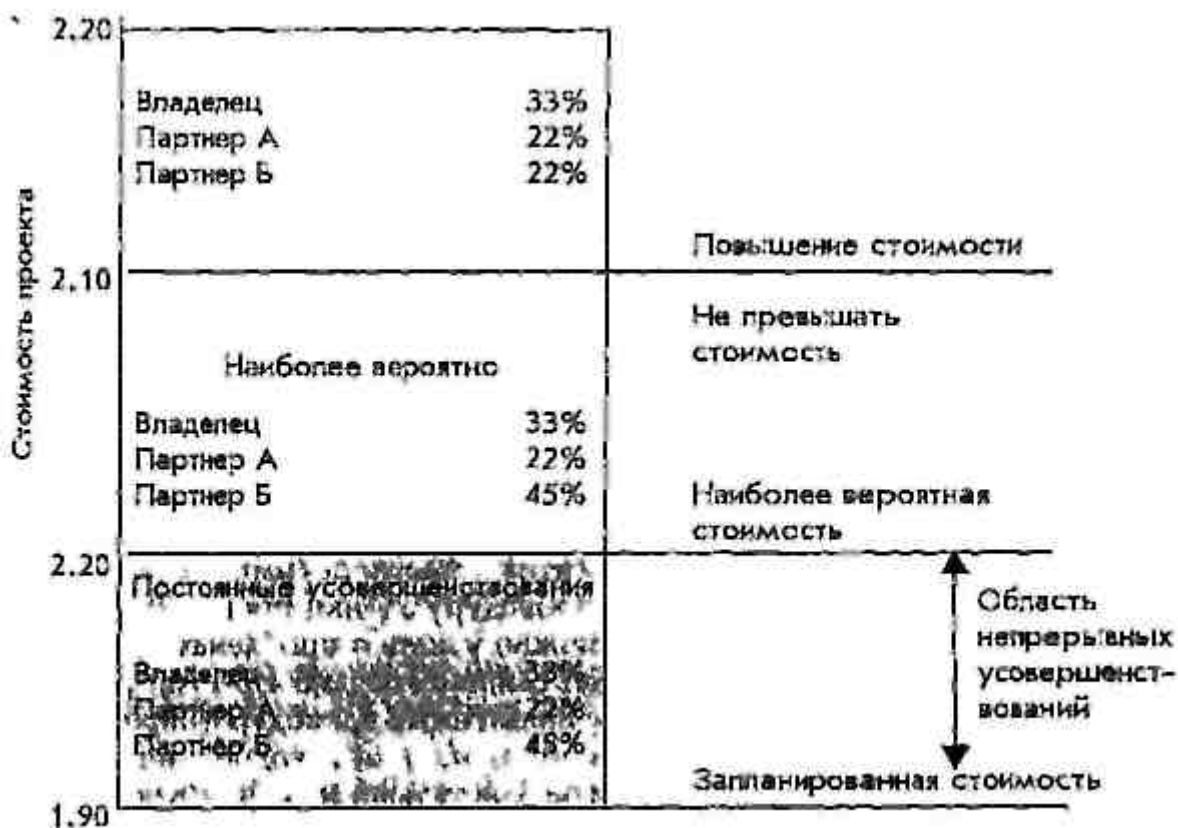 2,20
Владелец 33%
Партнер А 22%
Партнер Б 22%
Стоимость проекта
Повышение стоимости
2,10
Не превышать
стоимость
Наиболее вероятно
Владелец 33%
Партнер А 22%
Партнер Б 45%
Наиболее вероятная
стоимость
2,20
Постоянные усовершенствования
Владелец 33%
Партнер А 22%
Партнер Б 45%
Область
непрерывных
усовершенст-
вований
Запланированная стоимость
1,90